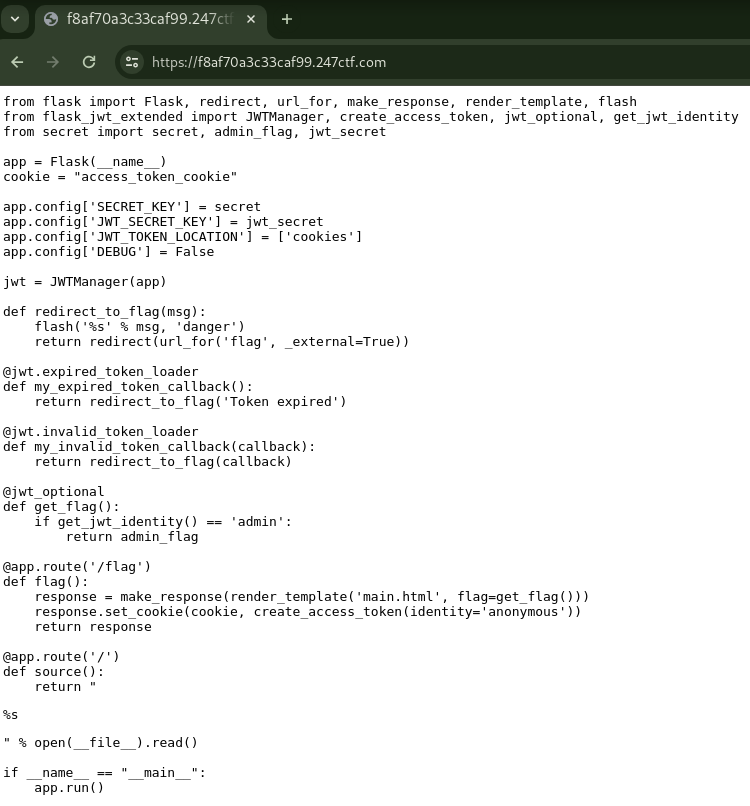 f8af70a3c33caf99.247ctf
https://f8af70a3c33caf99.247ctf.com
from flask import Flask, redirect, url_for, make_response, render_template, flash
from flask_jwt_extended import JWTManager, create_access_token, jwt_optional, get_jwt_identity
from secret import secret, admin_flag, jwt_secret
app = Flask(__name__)
cookie = "access_token_cookie"
app.config['SECRET_KEY'] = secret
app.config['JWT_SECRET_KEY'] = jwt_secret
app.config['JWT_TOKEN_LOCATION'] = ['cookies']
app.config['DEBUG'] = False
jwt = JWTManager(app)
def redirect_to_flag(msg):
    flash('%s' % msg, 'danger')
    return redirect(url_for('flag', _external=True))
@jwt.expired_token_loader
def my_expired_token_callback():
    return redirect_to_flag('Token expired')
@jwt.invalid_token_loader
def my_invalid_token_callback(callback):
    return redirect_to_flag(callback)
@jwt_optional
def get_flag():
    if get_jwt_identity() == 'admin':
        return admin_flag
@app.route('/flag')
def flag():
    response = make_response(render_template('main.html', flag=get_flag()))
    response.set_cookie(cookie, create_access_token(identity='anonymous'))
    return response
@app.route('/')
def source():
    return "
%s
" % open(__file__).read()
if __name__ == "__main__":
    app.run()